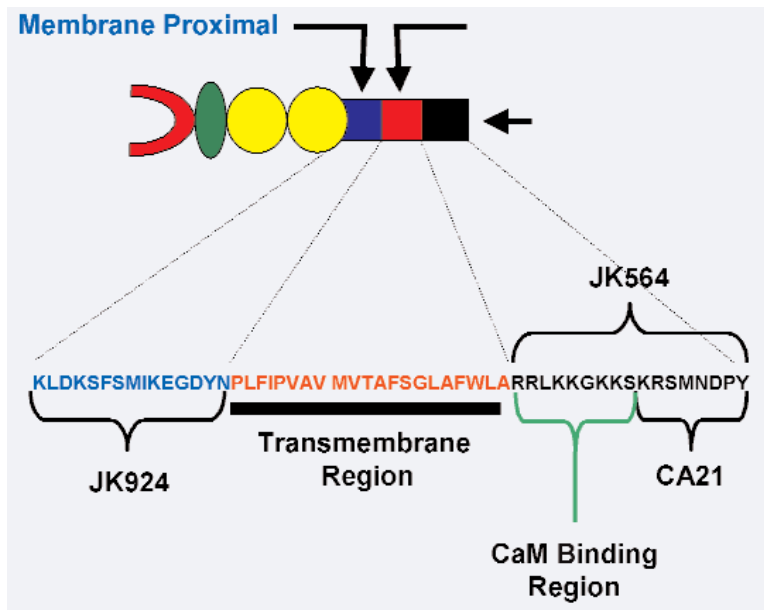 Membrane Proximal
JK564
KLDKSFSMIKEGDYNPLFIPVAV MVTAFSGLAFWLARRLKKGKKSKRSMNDPY
JK924
Transmembrane
Region
CA21
CaM Binding
Region